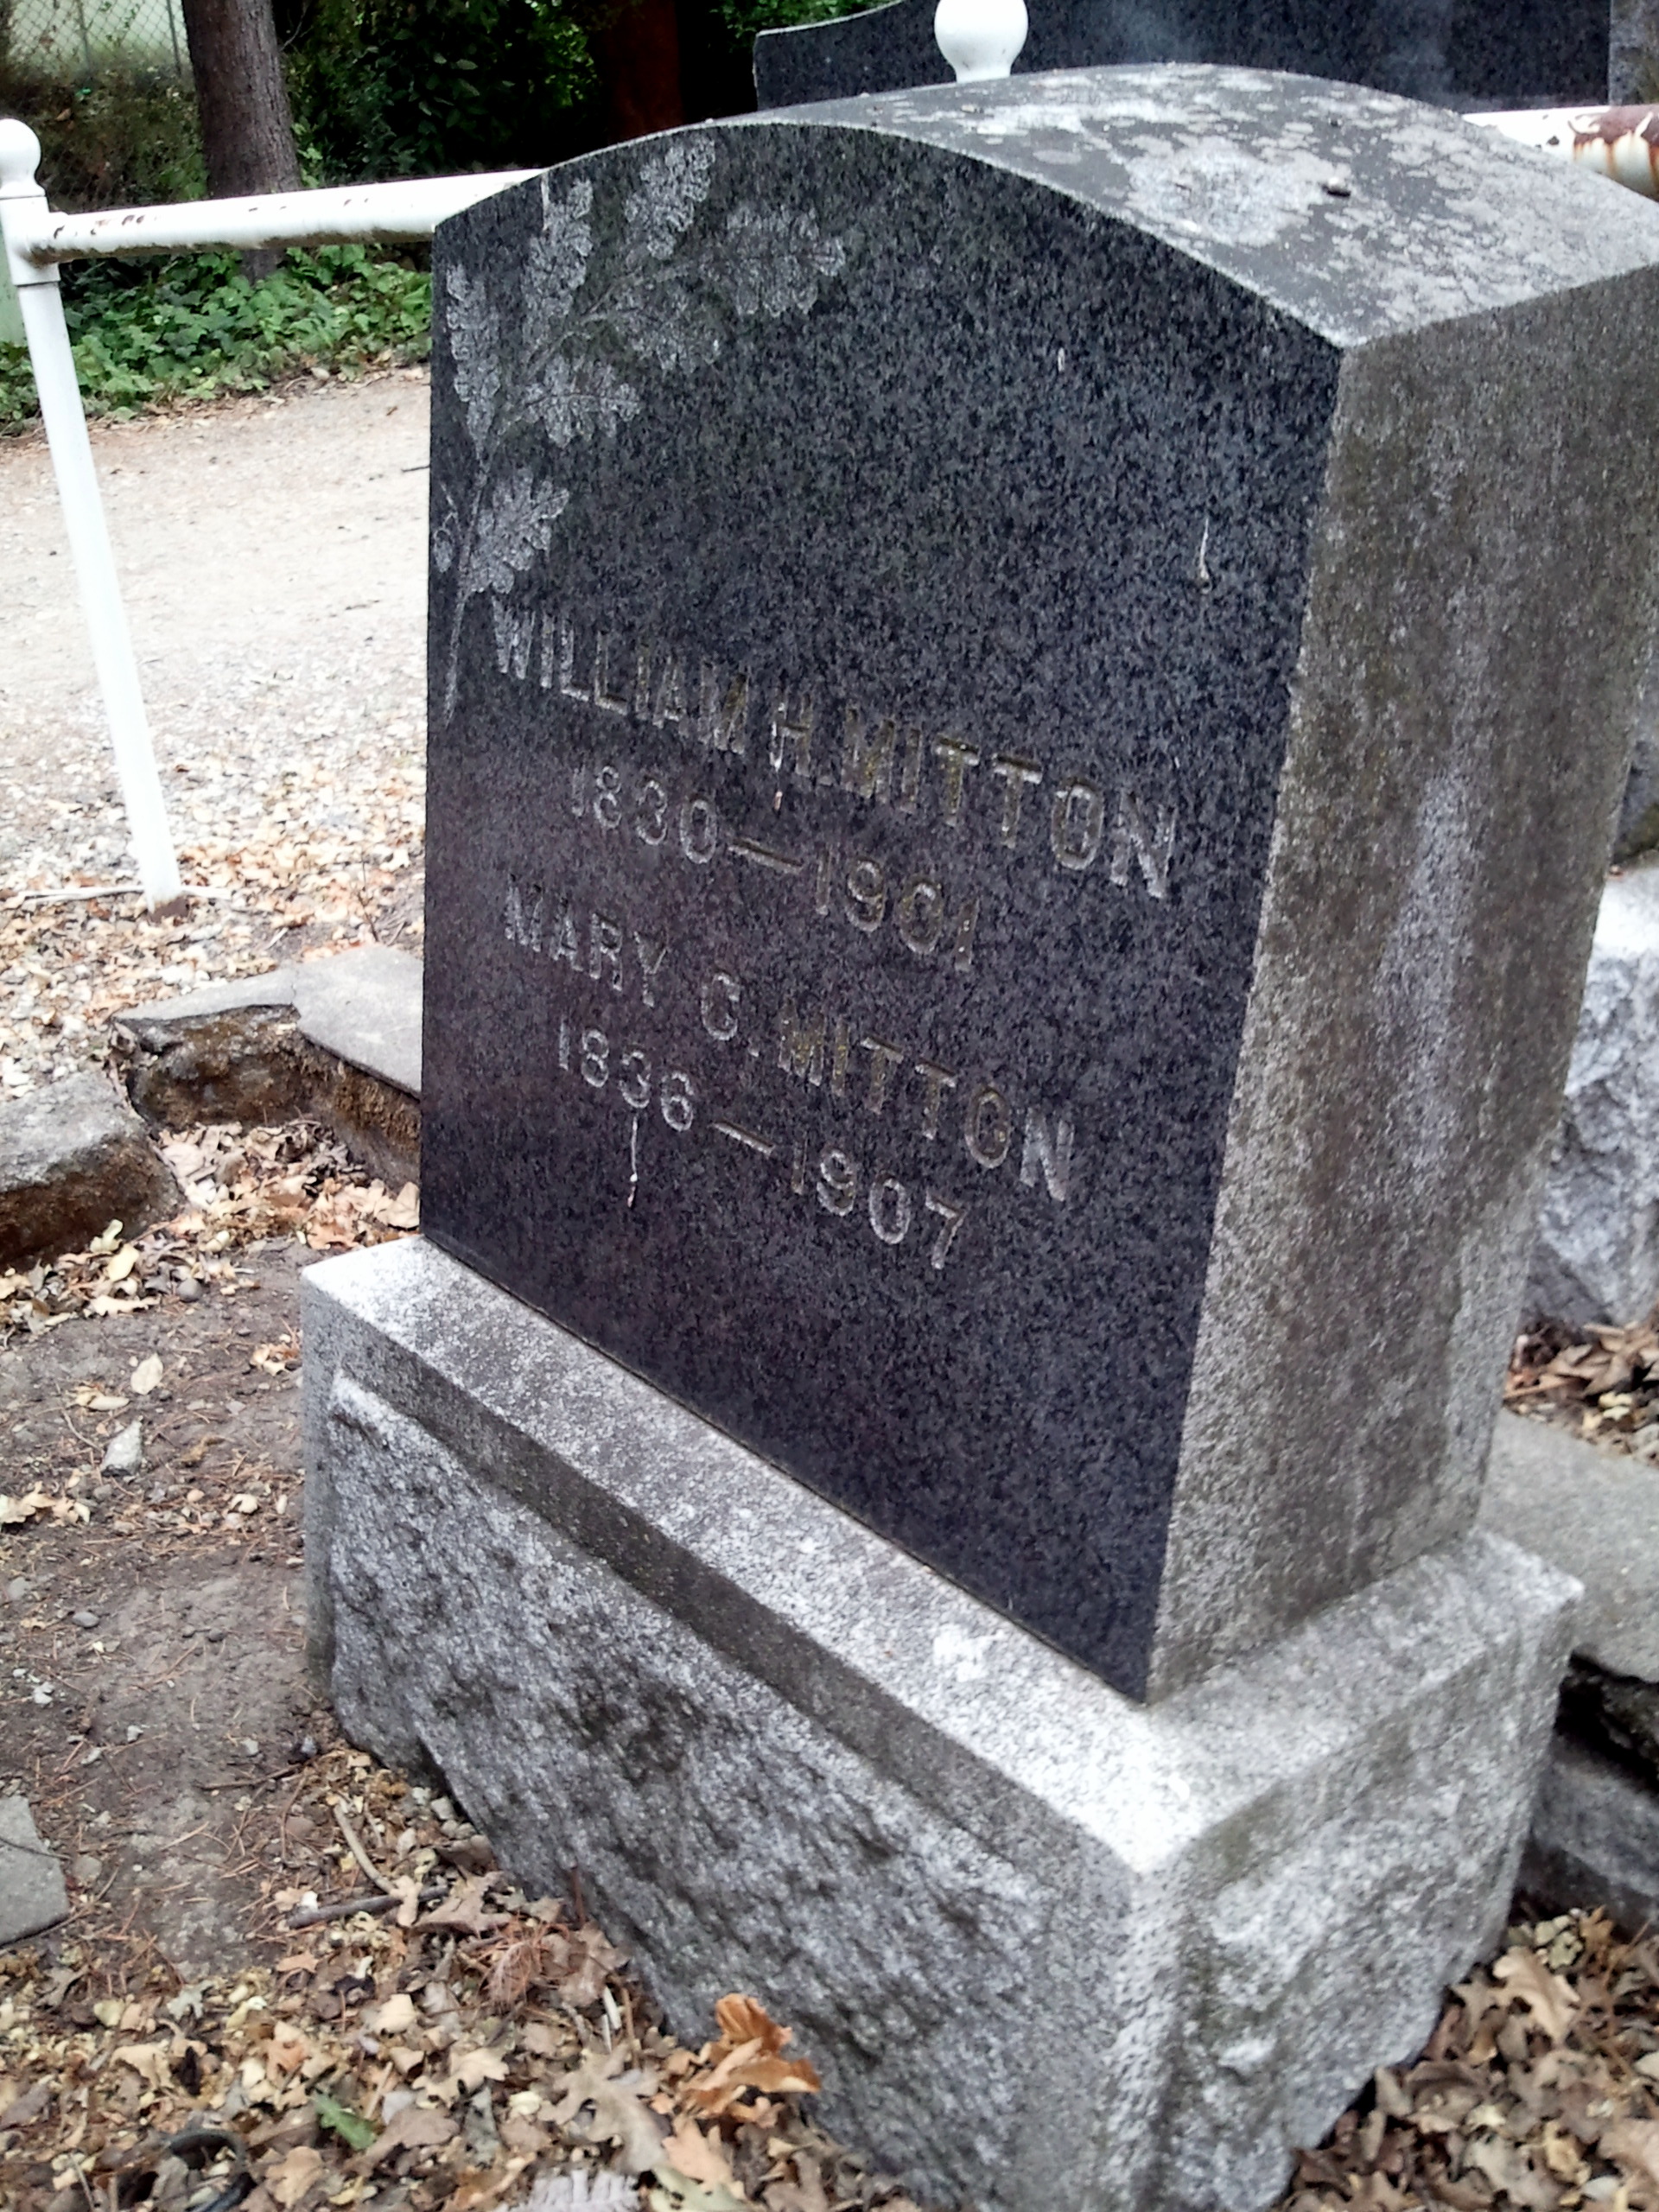 WILLIAM H. MITTON
1830—1901
MARY C. MITTON
1836—1907